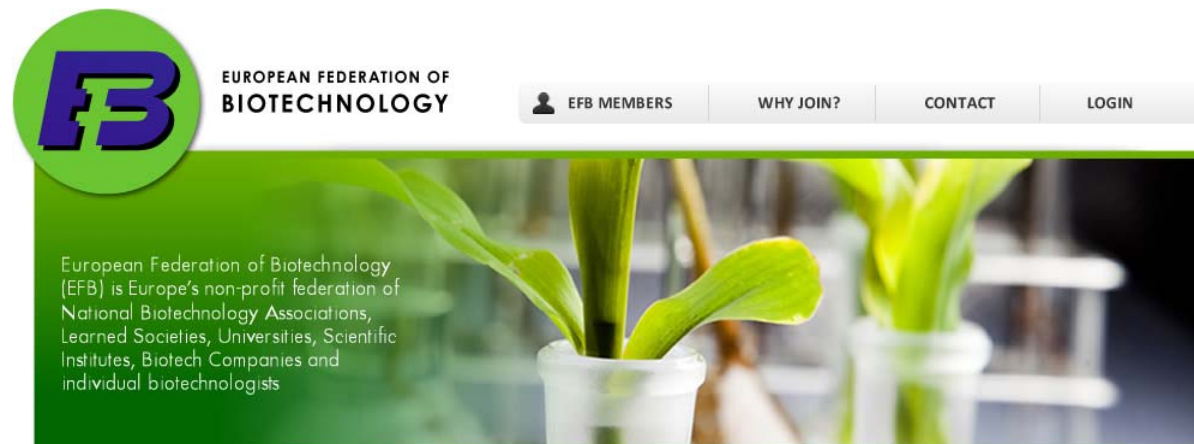 EFB
EUROPEAN FEDERATION OF
BIOTECHNOLOGY
EFB MEMBERS
WHY JOIN?
CONTACT
LOGIN
European Federation of Biotechnology
(EFB) is Europe's non-profit federation of
National Biotechnology Associations,
Learned Societies, Universities, Scientific
Institutes, Biotech Companies and
individual biotechnologists